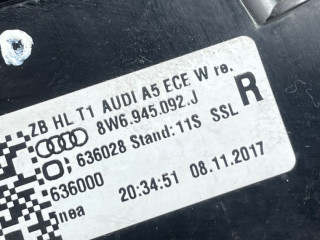 ZB HL T1 AUDI A5 ECE W re.
8W6.945.092.J
R
636028 Stand: 11S SSL
636000 20:34:51 08.11.2017